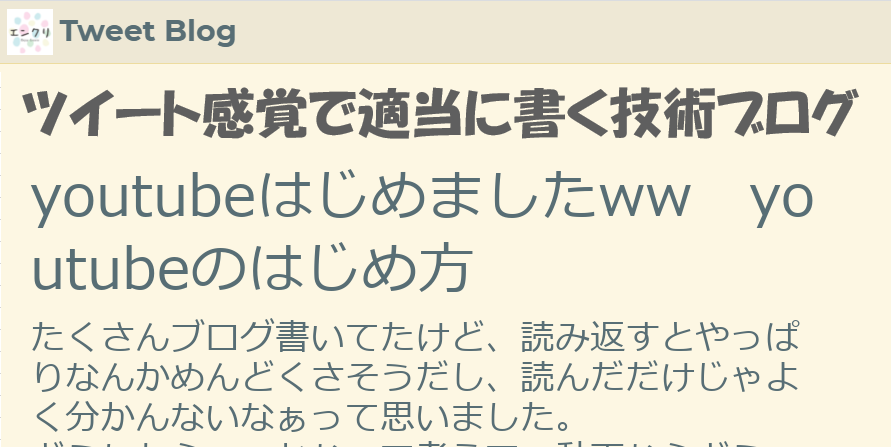 エンクリ
Tweet Blog
ツイート感覚で適当に書く技術ブログ
youtubeはじめましたww　yo
utubeのはじめ方
たくさんブログ書いてたけど、読み返すとやっぱ
りなんかめんどくさそうだし、読んだだけじゃよ
く分かんないなぁって思いました。